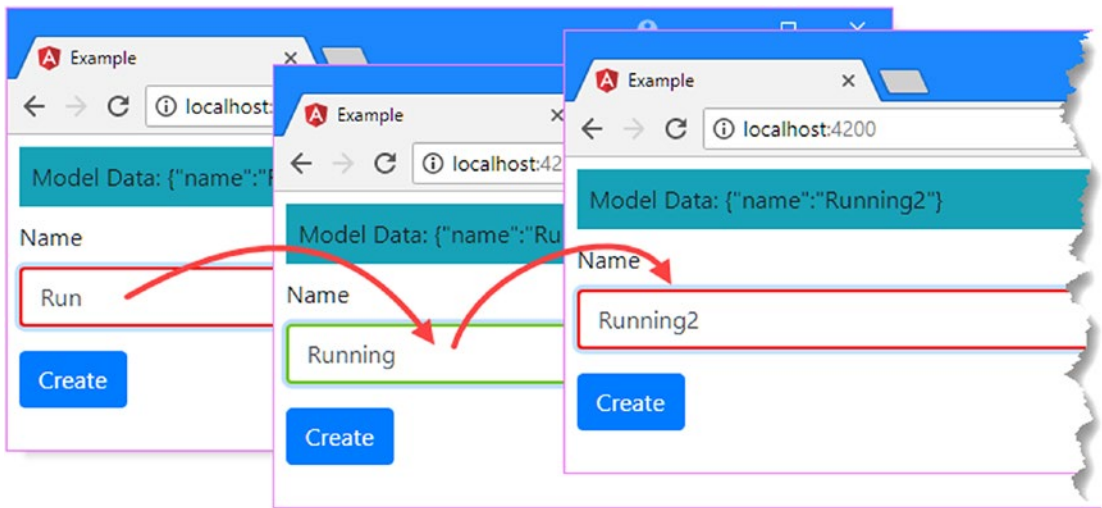 Example
localhost:
Model Data: {"name":"R
Name
Run
Create
Example
localhost:42
Model Data: {"name":"Ru
Name
Running
Create
Example
localhost:4200
Model Data: {"name":"Running2"}
Name
Running2
Create